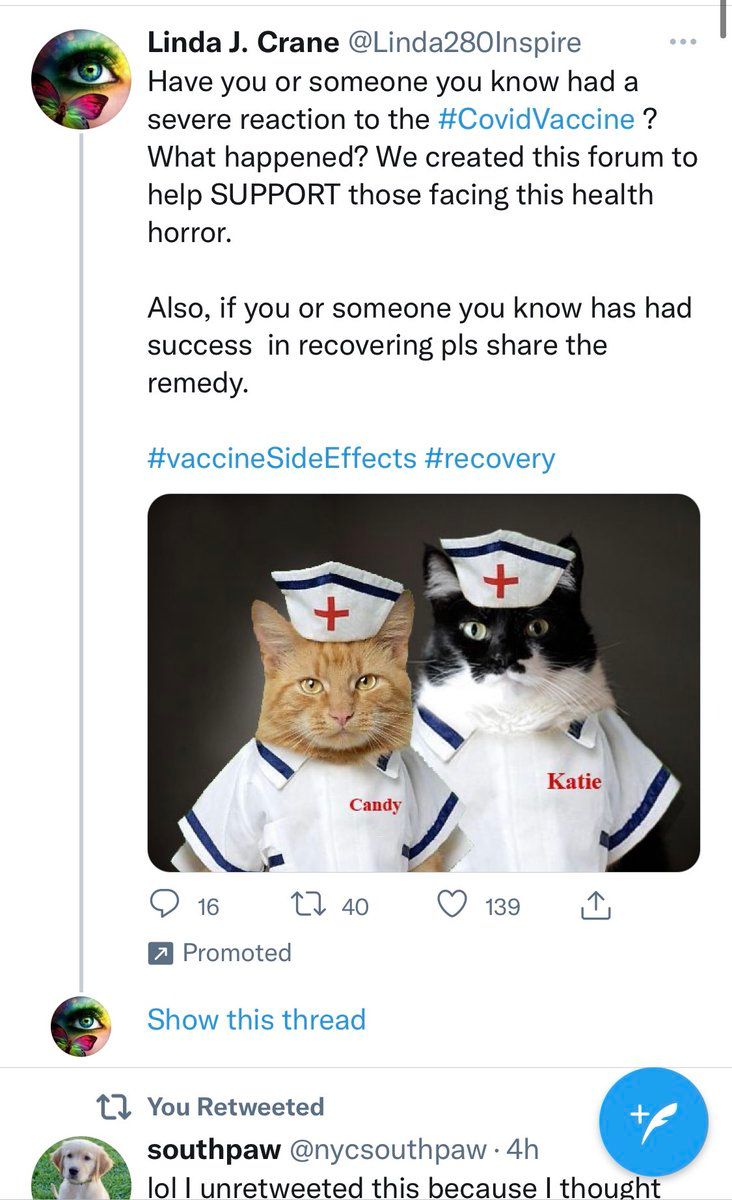 Linda J. Crane @Linda280Inspire
Have you or someone you know had a
severe reaction to the #CovidVaccine ?
What happened? We created this forum to
help SUPPORT those facing this health
horror.
Also, if you or someone you know has had
success  in recovering pls share the
remedy.
#vaccineSideEffects #recovery
Candy
Katie
16 40 139
Promoted
Show this thread
You Retweeted
southpaw @nycsouthpaw · 4h
lol I unretweeted this because I thought